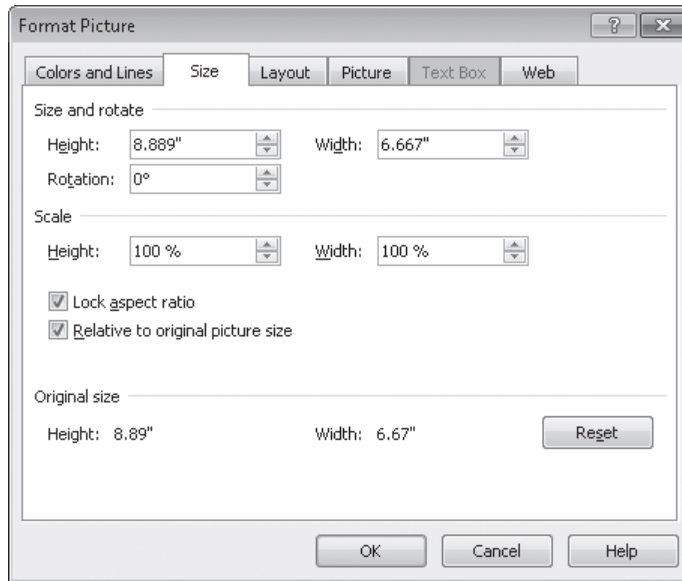 Format Picture
Colors and Lines Size Layout Picture Text Box Web
Size and rotate
Height: 8.889" Width: 6.667"
Rotation: 0°
Scale
Height: 100 % Width: 100 %
Lock aspect ratio
Relative to original picture size
Original size
Height: 8.89" Width: 6.67" Reset
OK Cancel Help